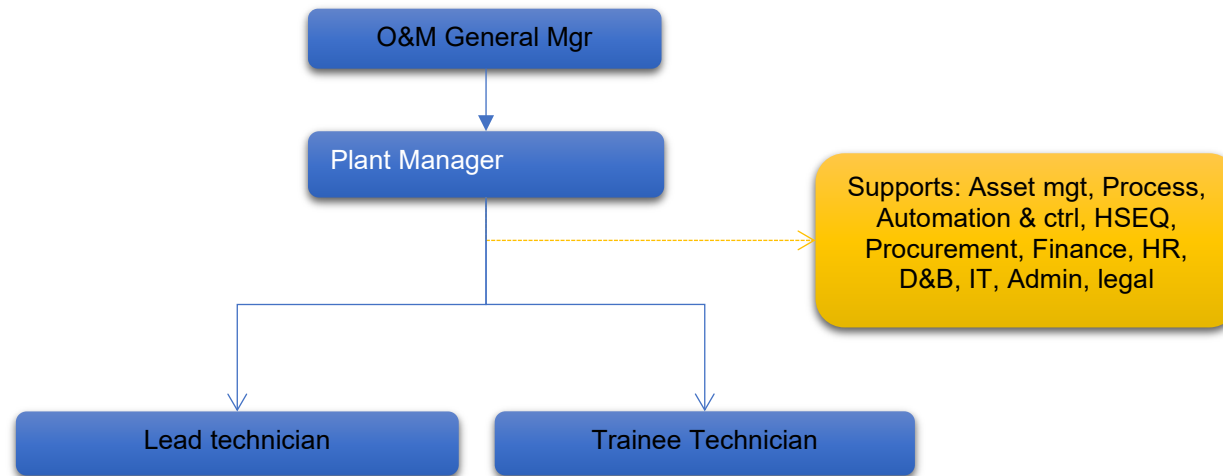 O&M General Mgr
Plant Manager
Supports: Asset mgt, Process,
Automation & ctrl, HSEQ,
Procurement, Finance, HR,
D&B, IT, Admin, legal
Lead technician
Trainee Technician